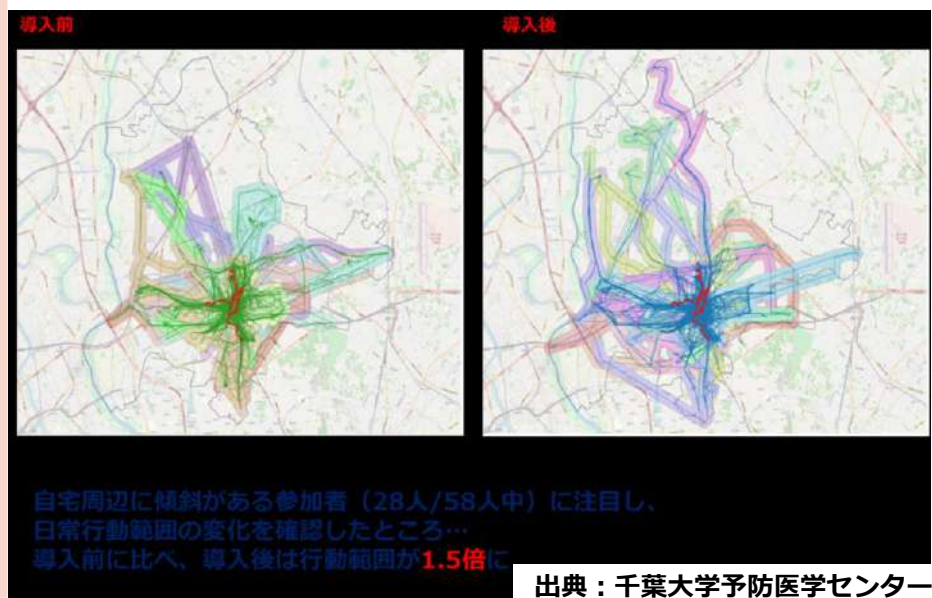 導入前
導入後
自宅周辺に傾斜がある参加者（28人/58人中）に注目し、
日常行動範囲の変化を確認したところ…
導入前に比べ、導入後は行動範囲が1.5倍に
出典：千葉大学予防医学センター